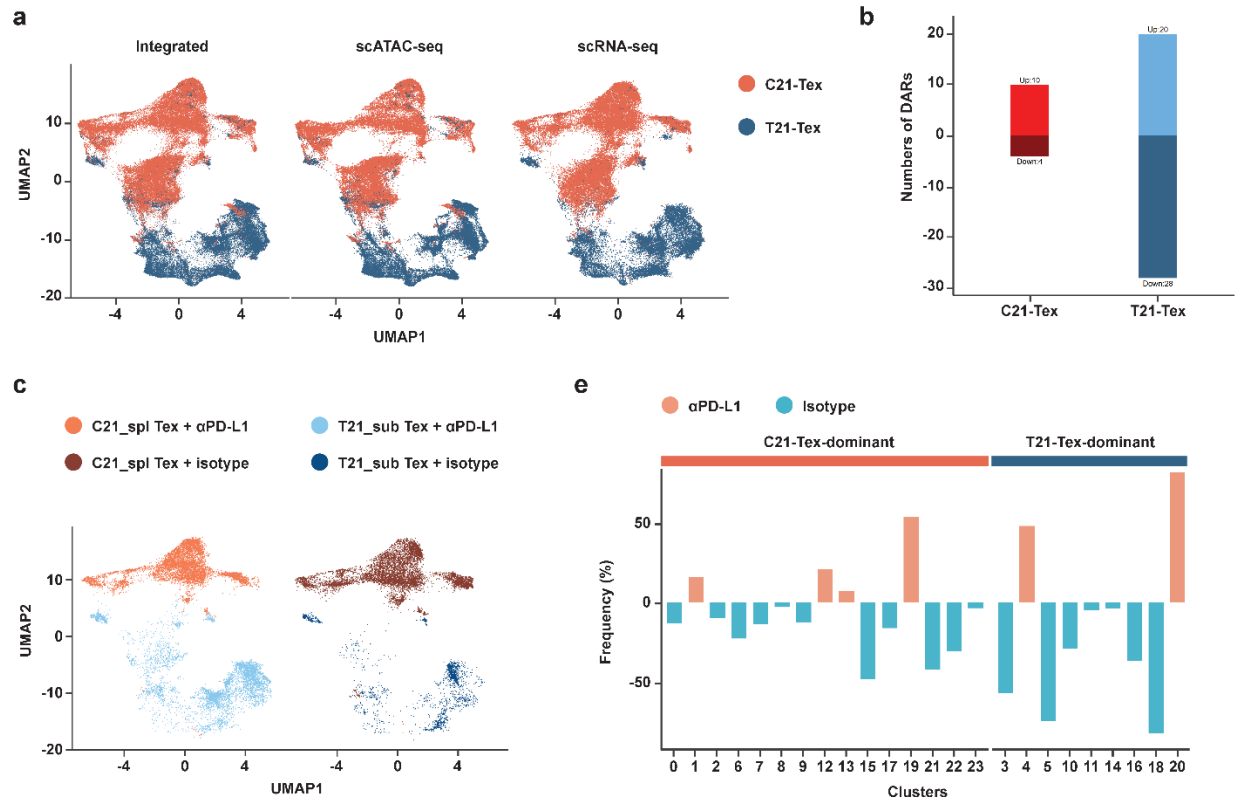 a
Integrated
scATAC-seq
scRNA-seq
C21-Tex
T21-Tex
UMAP2
10
0
-10
-20
-4 0 4 -4 0 4 -4 0 4
UMAP1
b
Numbers of DARs
20
10
0
-10
-20
-30
Up:10
Down:4
Up:20
Down:28
C21-Tex
T21-Tex
c
C21_spl Tex + αPD-L1
T21_sub Tex + αPD-L1
C21_spl Tex + isotype
T21_sub Tex + isotype
UMAP2
10
0
-10
-20
-4 0 4 -4 0 4
UMAP1
e
αPD-L1
Isotype
C21-Tex-dominant
T21-Tex-dominant
Frequency (%)
50
0
-50
0 1 2 6 7 8 9 12 13 15 17 19 21 22 23 3 4 5 10 11 14 16 18 20
Clusters